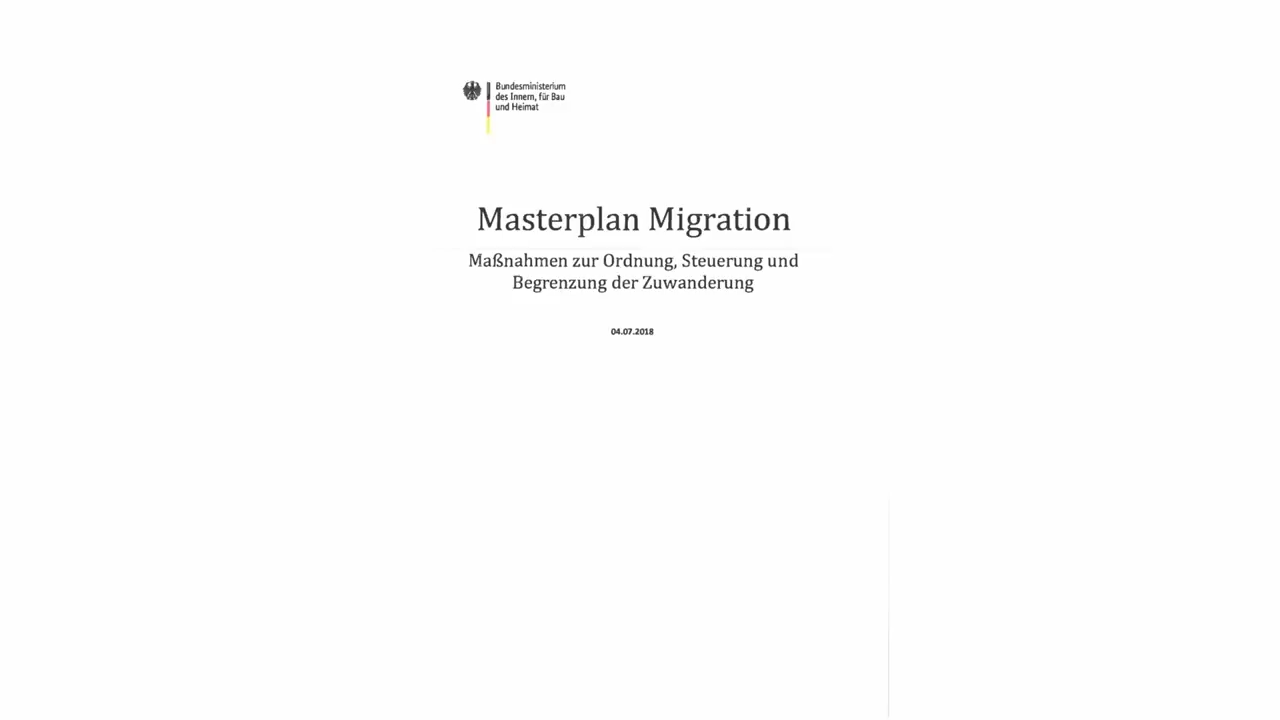 Bundesministerium
des Innern, für Bau
und Heimat
Masterplan Migration
Maßnahmen zur Ordnung, Steuerung und
Begrenzung der Zuwanderung
04.07.2018